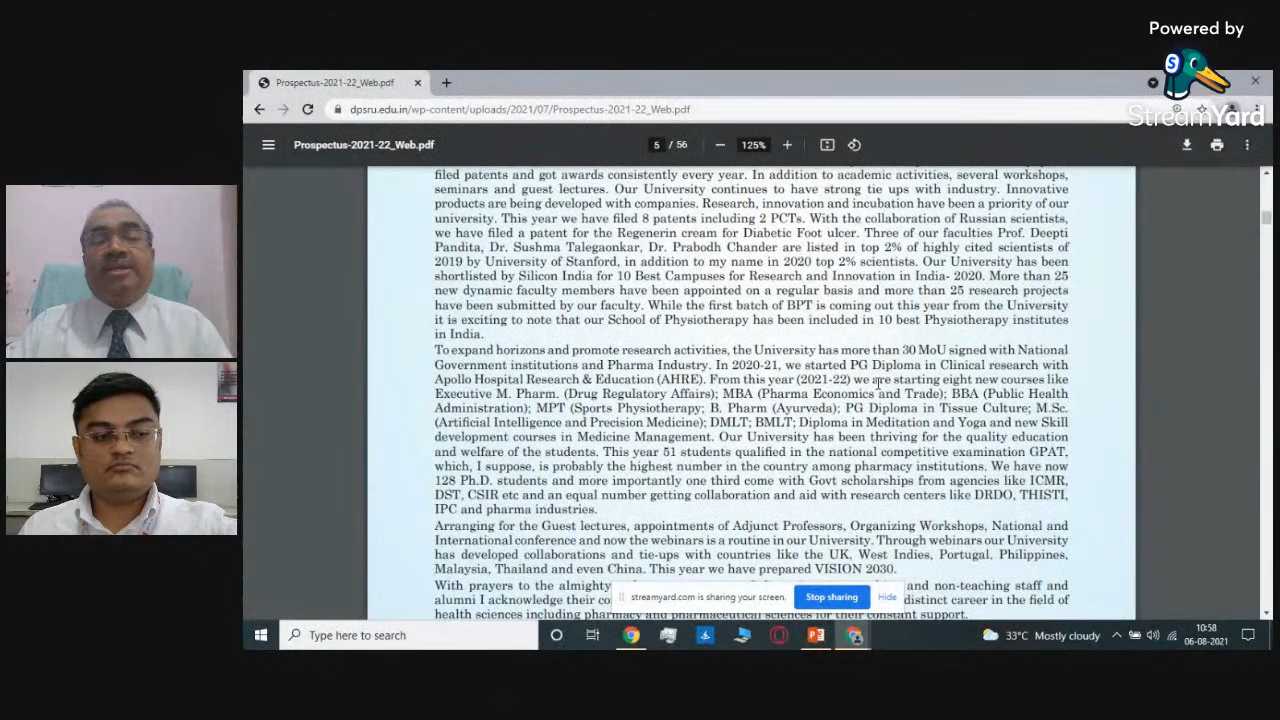 Powered by
StreamYard
Prospectus-2021-22_Web.pdf
dpsru.edu.in/wp-content/uploads/2021/07/Prospectus-2021-22_Web.pdf
Prospectus-2021-22_Web.pdf 5 / 56 125%
filed patents and got awards consistently every year. In addition to academic activities, several workshops,
seminars and guest lectures. Our University continues to have strong tie ups with industry. Innovative
products are being developed with companies. Research, innovation and incubation have been a priority of our
university. This year we have filed 8 patents including 2 PCTs. With the collaboration of Russian scientists,
we have filed a patent for the Regenerin cream for Diabetic Foot ulcer. Three of our faculties Prof. Deepti
Pandita, Dr. Sushma Talegaonkar, Dr. Prabodh Chander are listed in top 2% of highly cited scientists of
2019 by University of Stanford, in addition to my name in 2020 top 2% scientists. Our University has been
shortlisted by Silicon India for 10 Best Campuses for Research and Innovation in India- 2020. More than 25
new dynamic faculty members have been appointed on a regular basis and more than 25 research projects
have been submitted by our faculty. While the first batch of BPT is coming out this year from the University
it is exciting to note that our School of Physiotherapy has been included in 10 best Physiotherapy institutes
in India.
To expand horizons and promote research activities, the University has more than 30 MoU signed with National
Government institutions and Pharma Industry. In 2020-21, we started PG Diploma in Clinical research with
Apollo Hospital Research & Education (AHRE). From this year (2021-22) we are starting eight new courses like
Executive M. Pharm. (Drug Regulatory Affairs); MBA (Pharma Economics and Trade); BBA (Public Health
Administration); MPT (Sports Physiotherapy; B. Pharm (Ayurveda); PG Diploma in Tissue Culture; M.Sc.
(Artificial Intelligence and Precision Medicine); DMLT; BMLT; Diploma in Meditation and Yoga and new Skill
development courses in Medicine Management. Our University has been thriving for the quality education
and welfare of the students. This year 51 students qualified in the national competitive examination GPAT,
which, I suppose, is probably the highest number in the country among pharmacy institutions. We have now
128 Ph.D. students and more importantly one third come with Govt scholarships from agencies like ICMR,
DST, CSIR etc and an equal number getting collaboration and aid with research centers like DRDO, THISTI,
IPC and pharma industries.
Arranging for the Guest lectures, appointments of Adjunct Professors, Organizing Workshops, National and
International conference and now the webinars is a routine in our University. Through webinars our University
has developed collaborations and tie-ups with countries like the UK, West Indies, Portugal, Philippines,
Malaysia, Thailand and even China. This year we have prepared VISION 2030.
With prayers to the almighty and non-teaching staff and
alumni I acknowledge their distinct career in the field of
health sciences including pharmacy and pharmaceutical sciences for their constant support.
streamyard.com is sharing your screen. Stop sharing Hide
Type here to search
33°C Mostly cloudy
10:58
06-08-2021